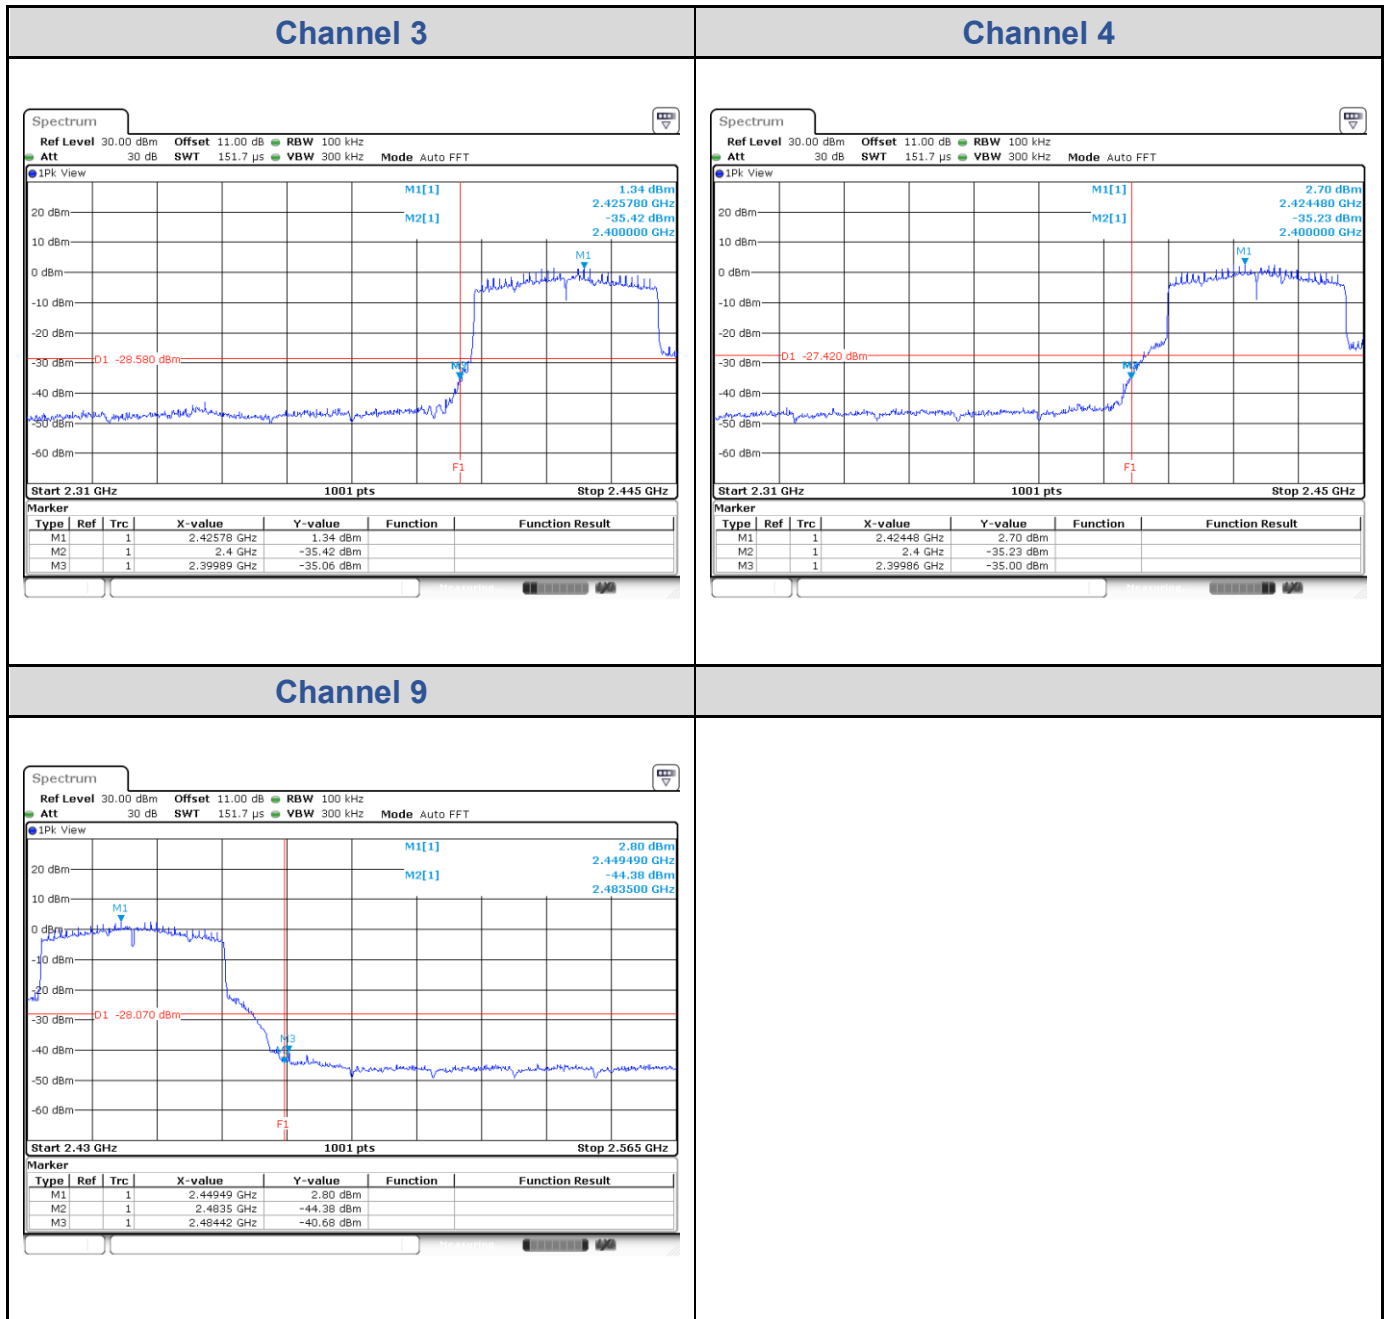 Channel 3
Spectrum
Ref Level 30.00 dBm Offset 11.00 dB RBW 100 kHz
Att 30 dB SWT 151.7 µs VBW 300 kHz Mode Auto FFT
1Pk View
M1[1] 1.34 dBm
2.425780 GHz
M2[1] -35.42 dBm
2.400000 GHz
20 dBm
10 dBm
M1
0 dBm
-10 dBm
-20 dBm
D1 -28.580 dBm
-30 dBm
-40 dBm
-50 dBm
-60 dBm
F1
Start 2.31 GHz 1001 pts Stop 2.445 GHz
Marker
Type Ref Trc X-value Y-value Function Function Result
M1 1 2.42578 GHz 1.34 dBm
M2 1 2.4 GHz -35.42 dBm
M3 1 2.39989 GHz -35.06 dBm
Channel 4
Spectrum
Ref Level 30.00 dBm Offset 11.00 dB RBW 100 kHz
Att 30 dB SWT 151.7 µs VBW 300 kHz Mode Auto FFT
1Pk View
M1[1] 2.70 dBm
2.424480 GHz
M2[1] -35.23 dBm
2.400000 GHz
20 dBm
10 dBm
M1
0 dBm
-10 dBm
-20 dBm
D1 -27.420 dBm
-30 dBm
-40 dBm
-50 dBm
-60 dBm
F1
Start 2.31 GHz 1001 pts Stop 2.45 GHz
Marker
Type Ref Trc X-value Y-value Function Function Result
M1 1 2.42448 GHz 2.70 dBm
M2 1 2.4 GHz -35.23 dBm
M3 1 2.39986 GHz -35.00 dBm
Channel 9
Spectrum
Ref Level 30.00 dBm Offset 11.00 dB RBW 100 kHz
Att 30 dB SWT 151.7 µs VBW 300 kHz Mode Auto FFT
1Pk View
M1[1] 2.80 dBm
2.449490 GHz
M2[1] -44.38 dBm
2.483500 GHz
20 dBm
10 dBm
M1
0 dBm
-10 dBm
-20 dBm
D1 -28.070 dBm
-30 dBm
M3
-40 dBm
-50 dBm
-60 dBm
F1
Start 2.43 GHz 1001 pts Stop 2.565 GHz
Marker
Type Ref Trc X-value Y-value Function Function Result
M1 1 2.44949 GHz 2.80 dBm
M2 1 2.4835 GHz -44.38 dBm
M3 1 2.48442 GHz -40.68 dBm